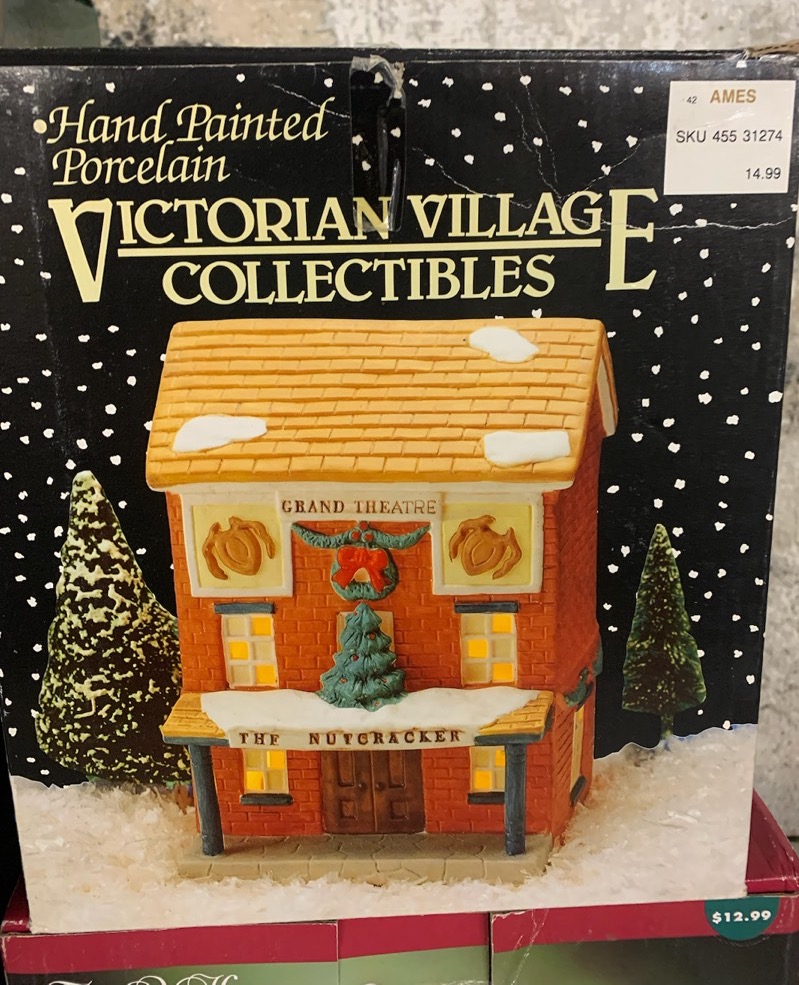 •Hand Painted
Porcelain
VICTORIAN VILLAGE
COLLECTIBLES
42 AMES
SKU 455 31274
14.99
GRAND THEATRE
THE NUTCRACKER
$12.99